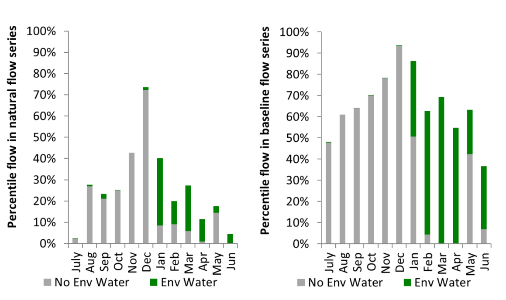 Percentile flow in natural flow series
100%
90%
80%
70%
60%
50%
40%
30%
20%
10%
0%
July
Aug
Sep
Oct
Nov
Dec
Jan
Feb
Mar
Apr
May
Jun
No Env Water
Env Water
Percentile flow in baseline flow series
100%
90%
80%
70%
60%
50%
40%
30%
20%
10%
0%
July
Aug
Sep
Oct
Nov
Dec
Jan
Feb
Mar
Apr
May
Jun
No Env Water
Env Water